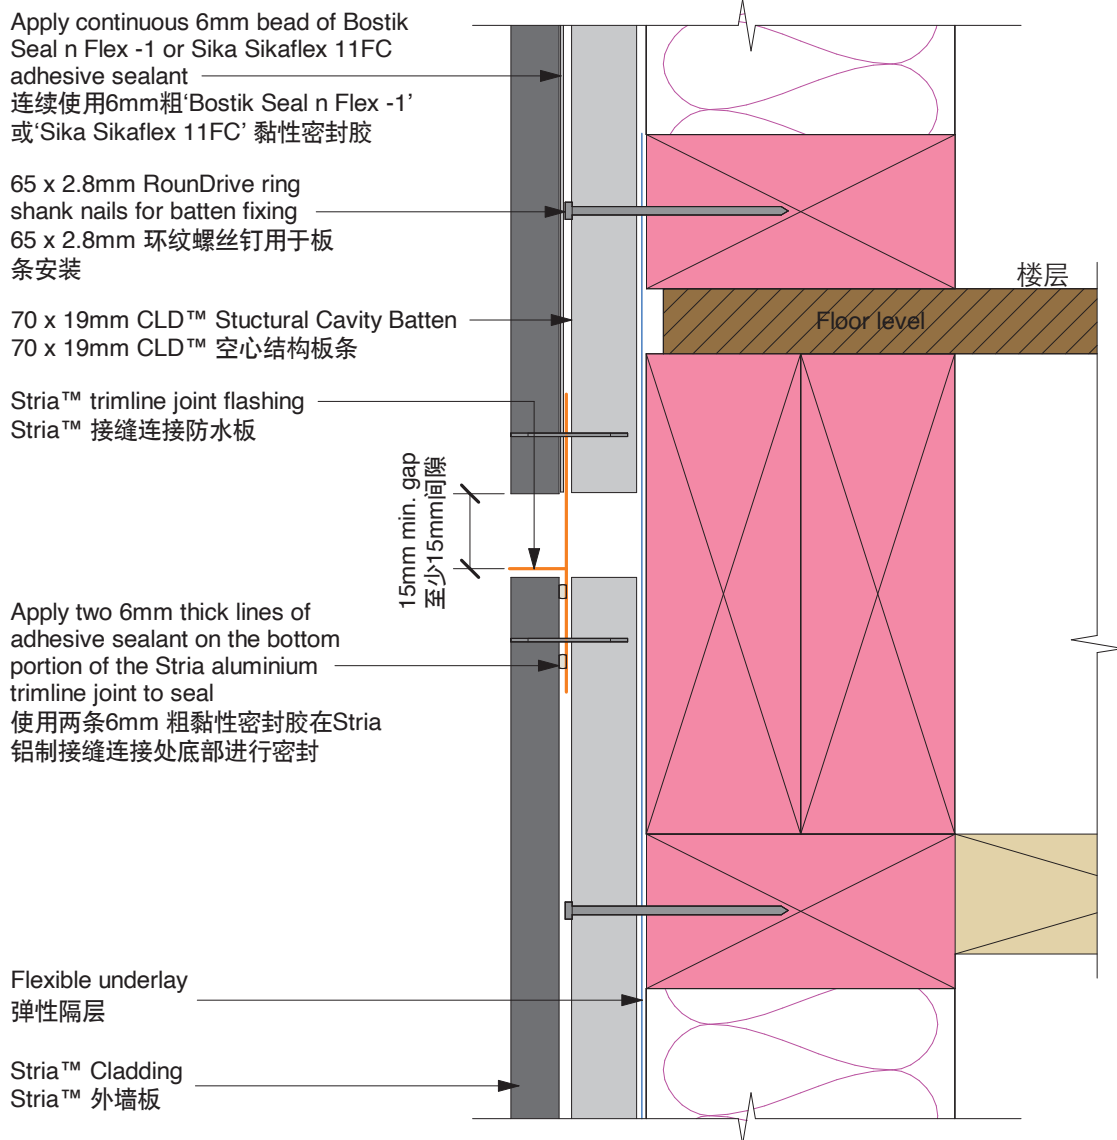 Apply continuous 6mm bead of Bostik
Seal n Flex -1 or Sika Sikaflex 11FC
adhesive sealant
连续使用6mm粗‘Bostik Seal n Flex -1’
或‘Sika Sikaflex 11FC’ 黏性密封胶
65 x 2.8mm RounDrive ring
shank nails for batten fixing
65 x 2.8mm 环纹螺丝钉用于板
条安装
楼层
Floor level
70 x 19mm CLD™ Stuctural Cavity Batten
70 x 19mm CLD™ 空心结构板条
Stria™ trimline joint flashing
Stria™ 接缝连接防水板
15mm min. gap
至少15mm间隙
Apply two 6mm thick lines of
adhesive sealant on the bottom
portion of the Stria aluminium
trimline joint to seal
使用两条6mm 粗黏性密封胶在Stria
铝制接缝连接处底部进行密封
Flexible underlay
弹性隔层
Stria™ Cladding
Stria™ 外墙板